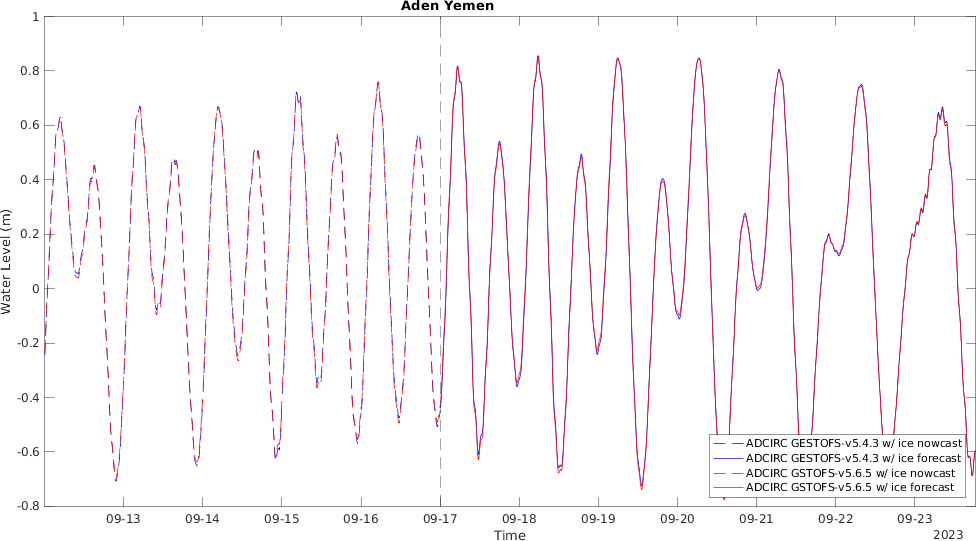 Aden Yemen
1
0.8
0.6
0.4
0.2
0
-0.2
-0.4
-0.6
-0.8
Water Level (m)
ADCIRC GESTOFS-v5.4.3 w/ ice nowcast
ADCIRC GESTOFS-v5.4.3 w/ ice forecast
ADCIRC GSTOFS-v5.6.5 w/ ice nowcast
ADCIRC GSTOFS-v5.6.5 w/ ice forecast
09-13 09-14 09-15 09-16 09-17 09-18 09-19 09-20 09-21 09-22 09-23
Time
2023